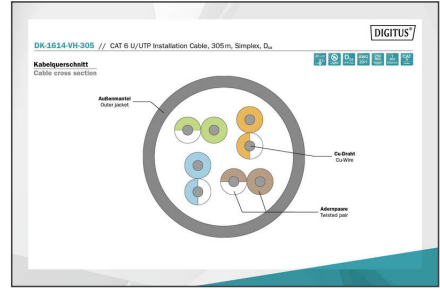 DIGITUS®
DK-1614-VH-305 // CAT 6 U/UTP Installation Cable, 305 m, Simplex, Dca
Kabelquerschnitt
Cable cross section
Außenmantel
Outer jacket
Cu-Draht
Cu-Wire
Adernpaare
Twisted pair